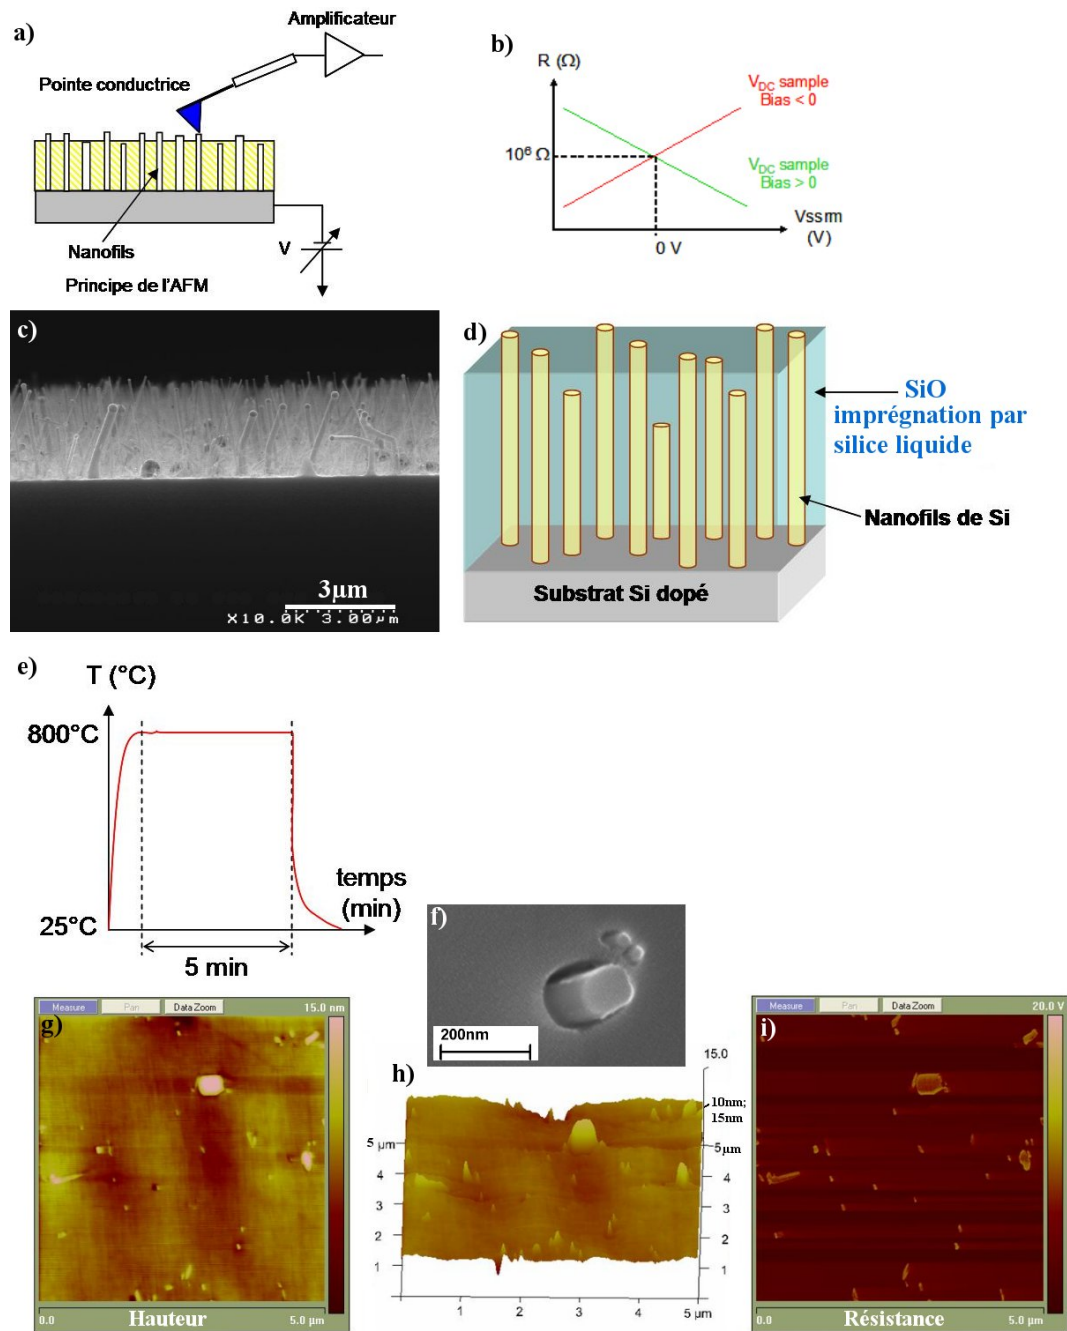 a)
Amplificateur
Pointe conductrice
Nanofils
V
Principe de l'AFM
b)
R (Ω)
V_DC sample
Bias < 0
10⁶ Ω
V_DC sample
Bias > 0
0 V
Vssrm
(V)
c)
3µm
X10.0K 3.00µm
d)
SiO
imprégnation par
silice liquide
Nanofils de Si
Substrat Si dopé
e)
T (°C)
800°C
25°C
temps
(min)
5 min
f)
200nm
Measure Pan Data Zoom 15.0 nm
g)
0.0 Hauteur 5.0 µm
h)
15.0
10nm;
15nm
5 µm
4
3
2
1
5µm
4
3
2
1
1 2 3 4 5 µm
Measure Pan Data Zoom 20.0 V
i)
0.0 Résistance 5.0 µm